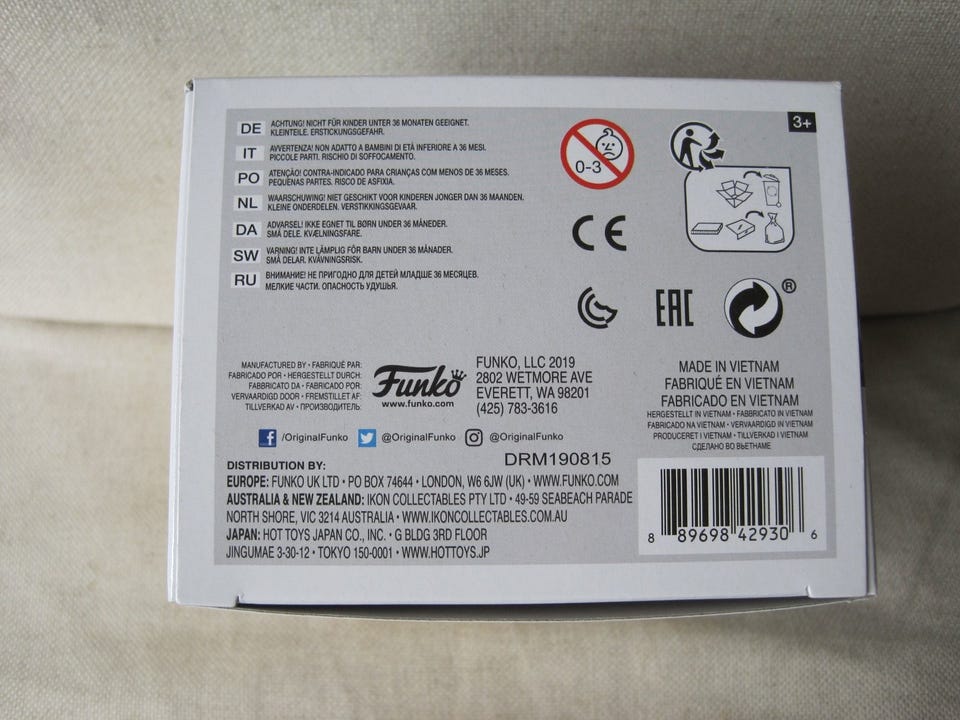 DE ACHTUNG! NICHT FÜR KINDER UNTER 36 MONATEN GEEIGNET.
KLEINTEILE. ERSTICKUNGSGEFAHR.
IT AVVERTENZA! NON ADATTO A BAMBINI DI ETÀ INFERIORE A 36 MESI.
PICCOLE PARTI. RISCHIO DI SOFFOCAMENTO.
PO ATENÇÃO! CONTRA-INDICADO PARA CRIANÇAS COM MENOS DE 36 MESES.
PEQUENAS PARTES. RISCO DE ASFIXIA.
NL WAARSCHUWING! NIET GESCHIKT VOOR KINDEREN JONGER DAN 36 MAANDEN.
KLEINE ONDERDELEN. VERSTIKKINGSGEVAAR.
DA ADVARSEL! IKKE EGNET TIL BØRN UNDER 36 MÅNEDER.
SMÅ DELE. KVÆLNINGSFARE.
SW VARNING! INTE LÄMPLIG FÖR BARN UNDER 36 MÅNADER.
SMÅ DELAR. KVÄVNINGSRISK.
RU ВНИМАНИЕ! НЕ ПРИГОДНО ДЛЯ ДЕТЕЙ МЛАДШЕ 36 МЕСЯЦЕВ.
МЕЛКИЕ ЧАСТИ. ОПАСНОСТЬ УДУШЬЯ.
0-3
3+
CE
EAC
®
MANUFACTURED BY • FABRIQUÉ PAR:
FABRICADO POR • HERGESTELLT DURCH:
FABBRICATO DA • FABRICADO POR:
VERVAARDIGD DOOR • FREMSTILLET AF:
TILLVERKAD AV • ПРОИЗВОДИТЕЛЬ:
Funko
www.funko.com
FUNKO, LLC 2019
2802 WETMORE AVE
EVERETT, WA 98201
(425) 783-3616
MADE IN VIETNAM
FABRIQUÉ EN VIETNAM
FABRICADO EN VIETNAM
HERGESTELLT IN VIETNAM • FABBRICATO IN VIETNAM
FABRICADO NA VIETNAM • VERVAARDIGD IN VIETNAM
PRODUCERET I VIETNAM • TILLVERKAD I VIETNAM
СДЕЛАНО ВО ВЬЕТНАМЕ
/OriginalFunko @OriginalFunko @OriginalFunko
DRM190815
DISTRIBUTION BY:
EUROPE: FUNKO UK LTD • PO BOX 74644 • LONDON, W6 6JW (UK) • WWW.FUNKO.COM
AUSTRALIA & NEW ZEALAND: IKON COLLECTABLES PTY LTD • 49-59 SEABEACH PARADE
NORTH SHORE, VIC 3214 AUSTRALIA • WWW.IKONCOLLECTABLES.COM.AU
JAPAN: HOT TOYS JAPAN CO., INC. • G BLDG 3RD FLOOR
JINGUMAE 3-30-12 • TOKYO 150-0001 • WWW.HOTTOYS.JP
8 89698 42930 6